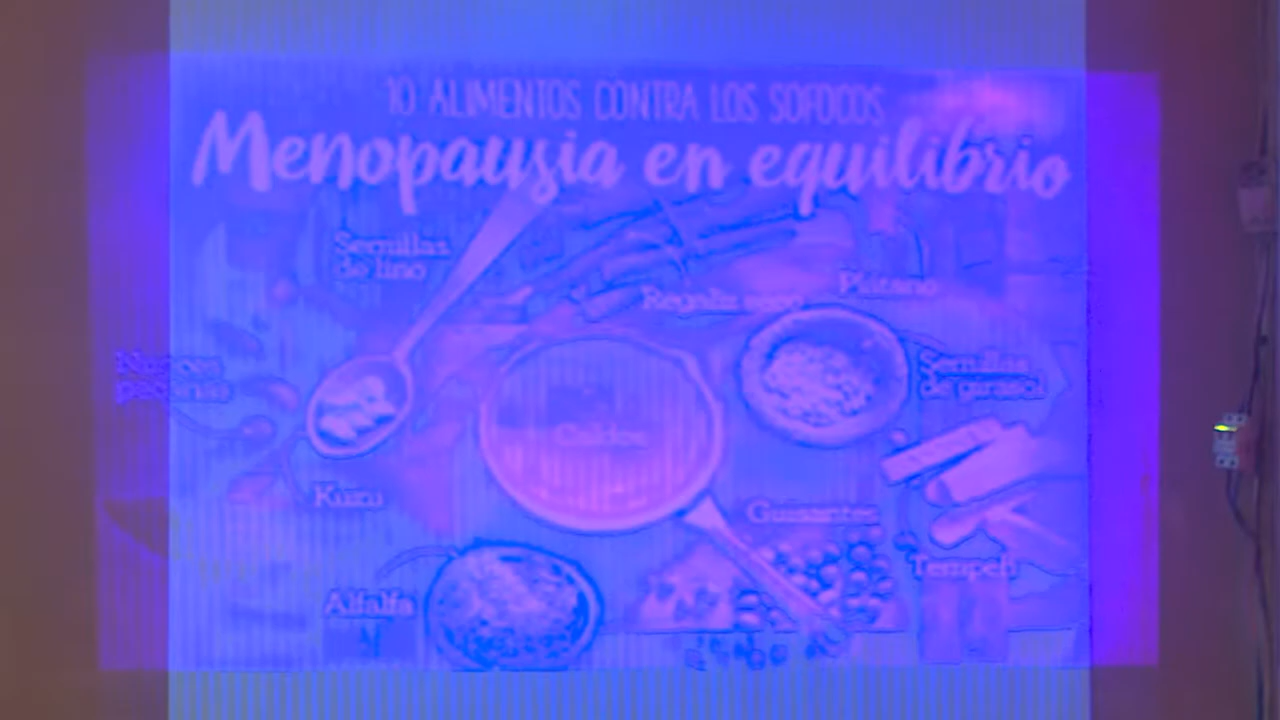 10 ALIMENTOS CONTRA LOS SOFOCOS
Menopausia en equilibrio
Semillas
de lino
Regaliz
Plátano
Semillas
de girasol
Caldos
Kuzu
Guisantes
Tempeh
Alfalfa